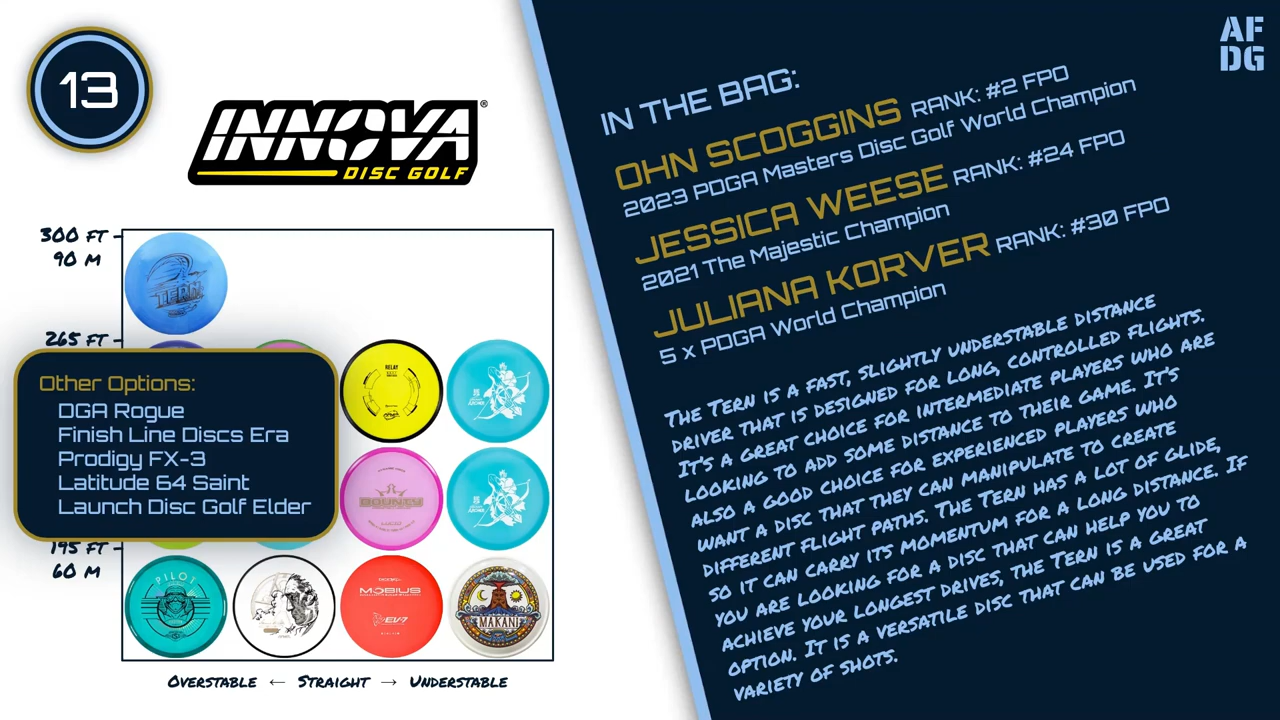 13
INNOVA®
DISC GOLF
300 FT
90 M
TERN
265 FT
RELAY
ARCHER
Other Options:
DGA Rogue
Finish Line Discs Era
Prodigy FX-3
Latitude 64 Saint
Launch Disc Golf Elder
BOUNTY
ARCHER
195 FT
60 M
PILOT
MÖBIUS
EV-7
MAKANI
OVERSTABLE ← STRAIGHT → UNDERSTABLE
AF
DG
IN THE BAG:
OHN SCOGGINS RANK: #2 FPO
2023 PDGA Masters Disc Golf World Champion
JESSICA WEESE RANK: #24 FPO
2021 The Majestic Champion
JULIANA KORVER RANK: #30 FPO
5 x PDGA World Champion
THE TERN IS A FAST, SLIGHTLY UNDERSTABLE DISTANCE
DRIVER THAT IS DESIGNED FOR LONG, CONTROLLED FLIGHTS.
IT'S A GREAT CHOICE FOR INTERMEDIATE PLAYERS WHO ARE
LOOKING TO ADD SOME DISTANCE TO THEIR GAME. IT'S
ALSO A GOOD CHOICE FOR EXPERIENCED PLAYERS WHO
WANT A DISC THAT THEY CAN MANIPULATE TO CREATE
DIFFERENT FLIGHT PATHS. THE TERN HAS A LOT OF GLIDE,
SO IT CAN CARRY ITS MOMENTUM FOR A LONG DISTANCE. IF
YOU ARE LOOKING FOR A DISC THAT CAN HELP YOU TO
ACHIEVE YOUR LONGEST DRIVES, THE TERN IS A GREAT
OPTION. IT IS A VERSATILE DISC THAT CAN BE USED FOR A
VARIETY OF SHOTS.